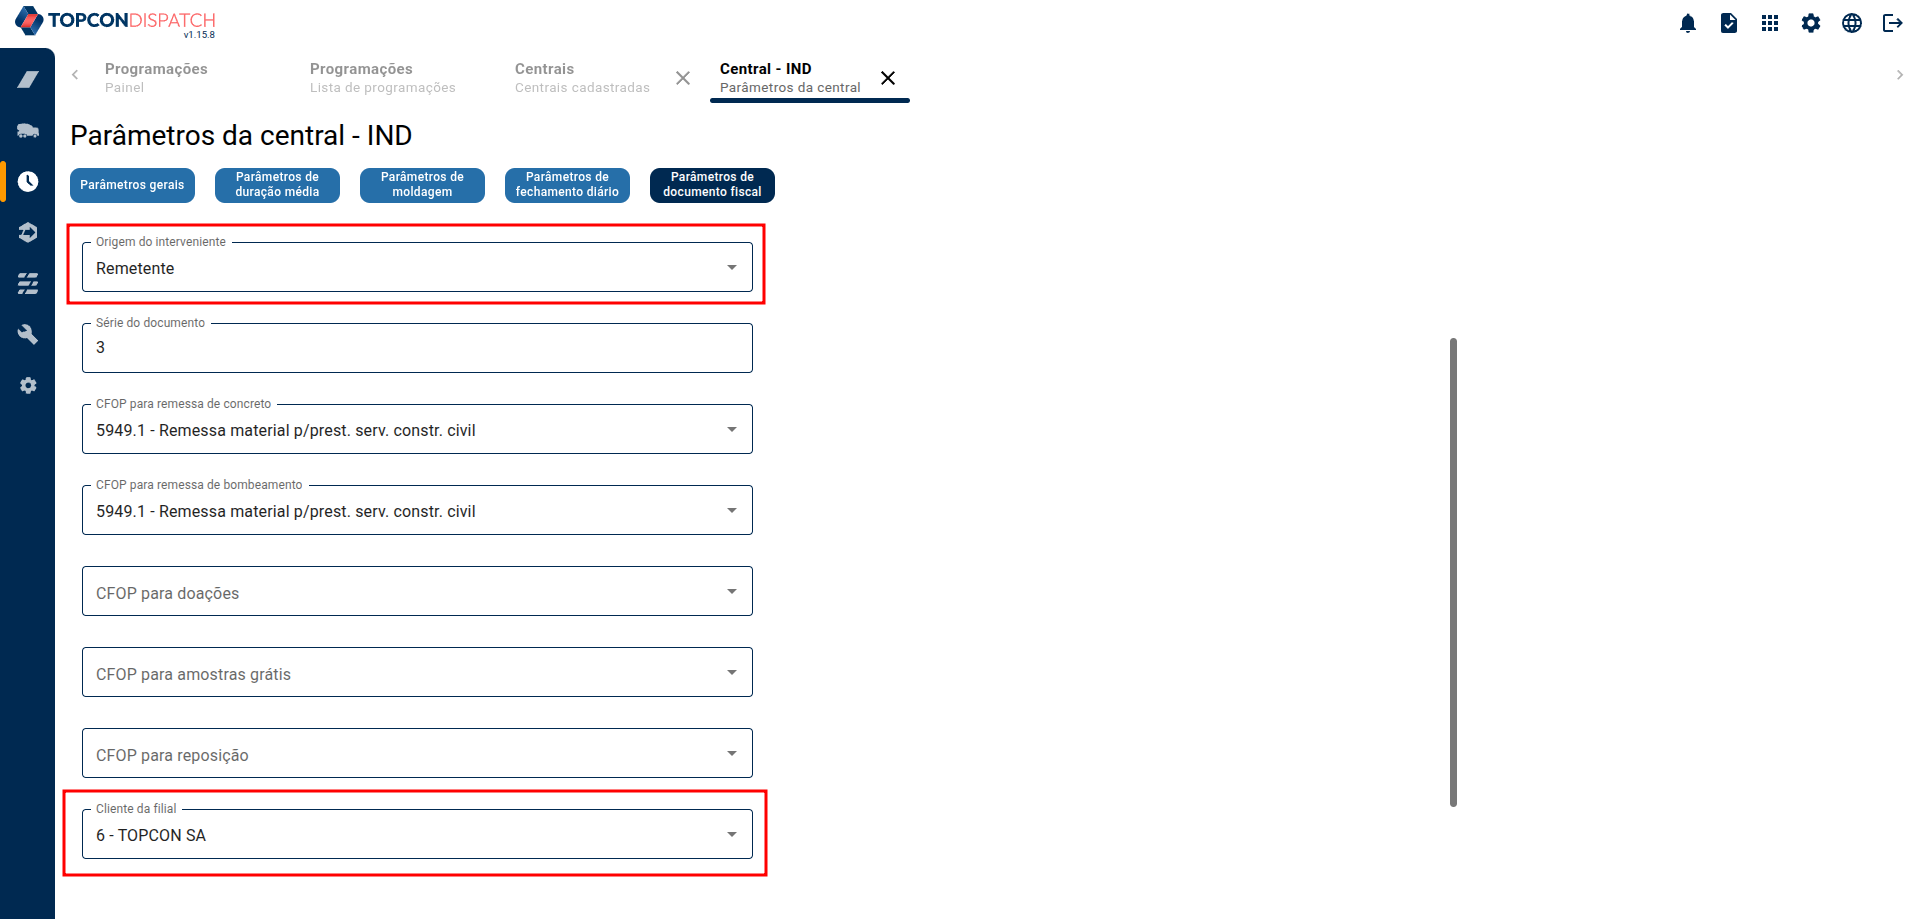 TOPCONDISPATCH
v1.15.8
Programações
Painel
Programações
Lista de programações
Centrais
Centrais cadastradas
Central - IND
Parâmetros da central
Parâmetros da central - IND
Parâmetros gerais
Parâmetros de
duração média
Parâmetros de
moldagem
Parâmetros de
fechamento diário
Parâmetros de
documento fiscal
Origem do interveniente
Remetente
Série do documento
3
CFOP para remessa de concreto
5949.1 - Remessa material p/prest. serv. constr. civil
CFOP para remessa de bombeamento
5949.1 - Remessa material p/prest. serv. constr. civil
CFOP para doações
CFOP para amostras grátis
CFOP para reposição
Cliente da filial
6 - TOPCON SA